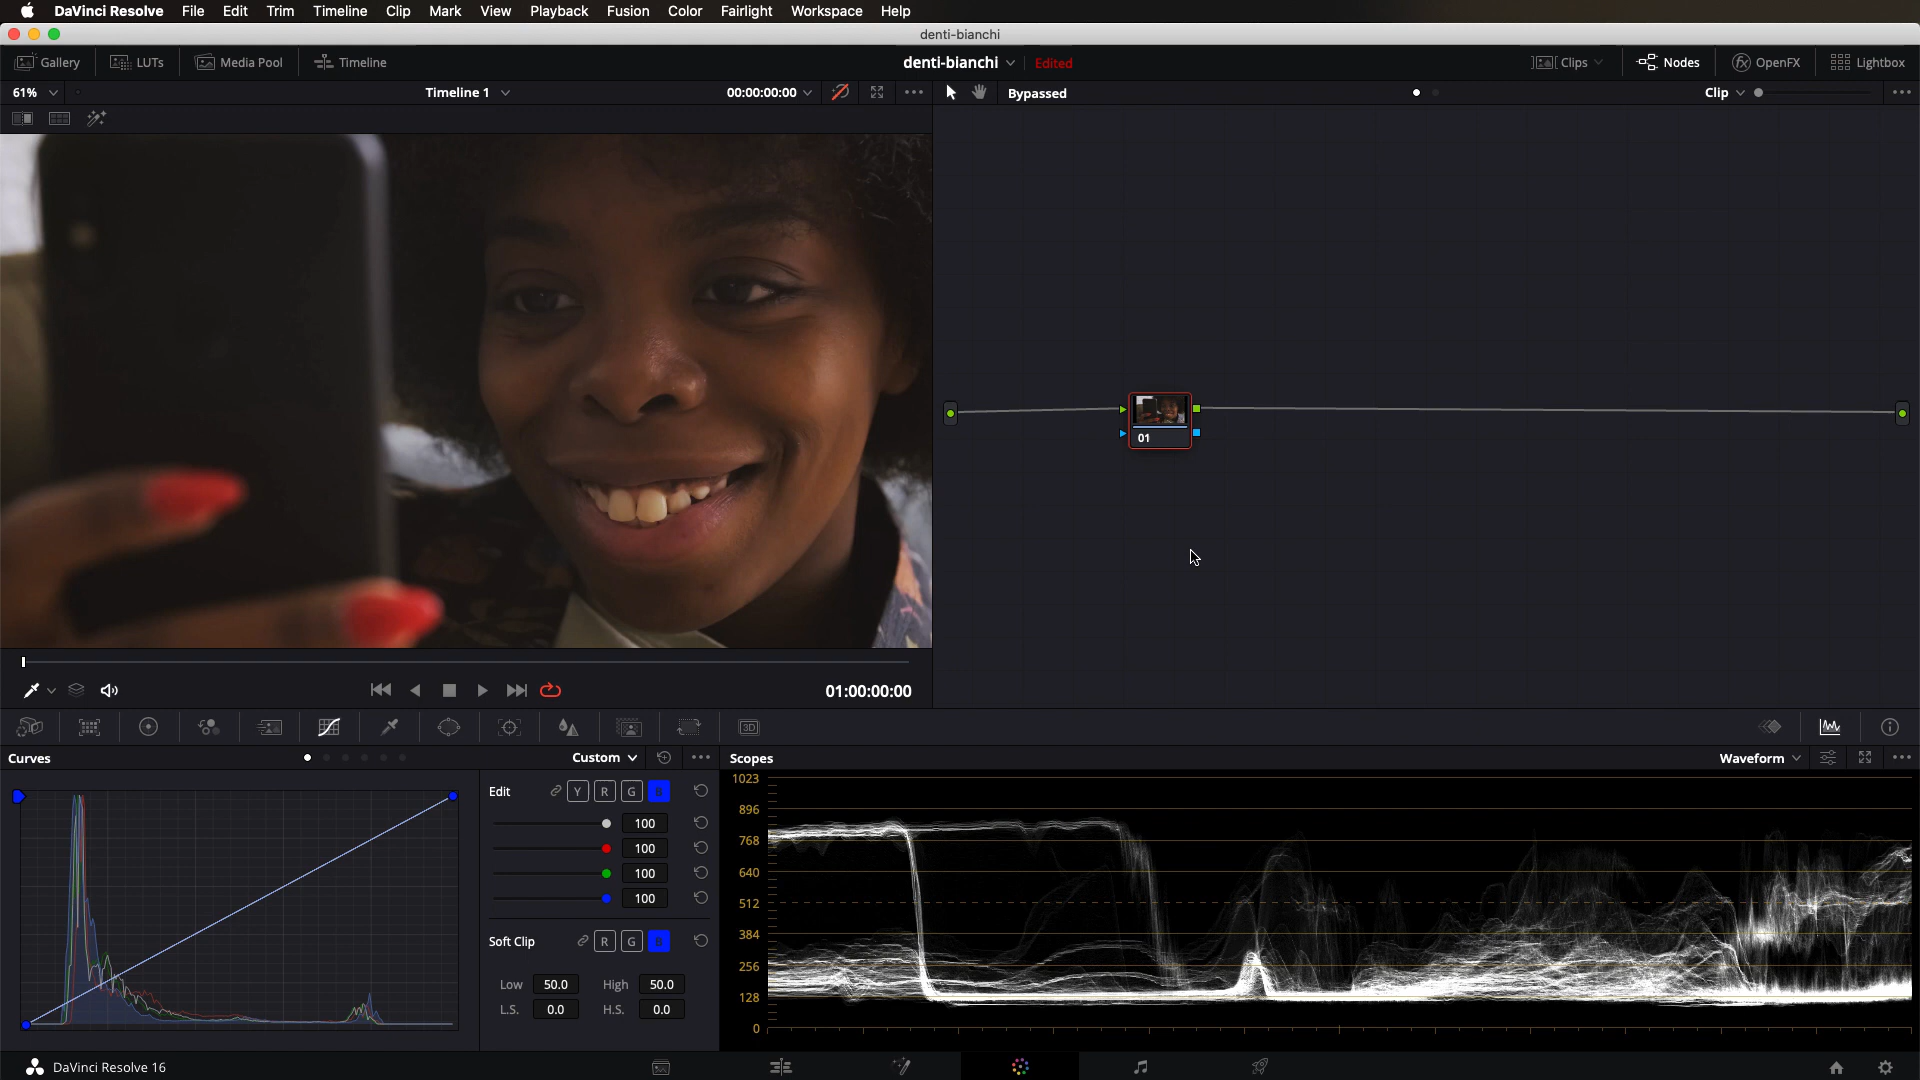 DaVinci Resolve File Edit Trim Timeline Clip Mark View Playback Fusion Color Fairlight Workspace Help
denti-bianchi
Gallery LUTs Media Pool Timeline denti-bianchi Edited Clips Nodes fx OpenFX Lightbox
61% Timeline 1 00:00:00:00 Bypassed Clip
01
01:00:00:00
3D
Curves Custom Scopes Waveform
Edit Y R G B
100
100
100
100
Soft Clip R G B
Low 50.0 High 50.0
L.S. 0.0 H.S. 0.0
1023
896
768
640
512
384
256
128
0
DaVinci Resolve 16